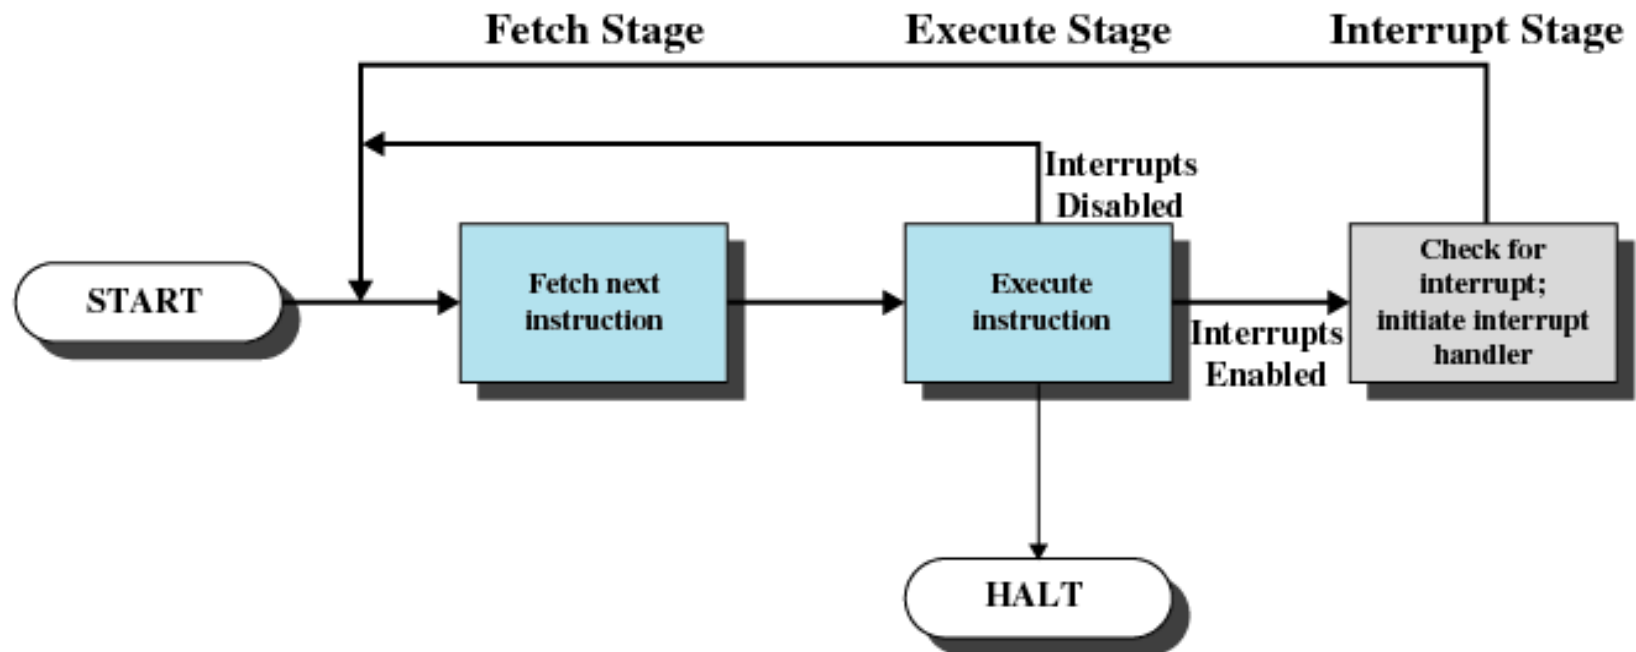 Fetch Stage
Execute Stage
Interrupt Stage
Interrupts
Disabled
START
Fetch next
instruction
Execute
instruction
Interrupts
Enabled
Check for
interrupt;
initiate interrupt
handler
HALT